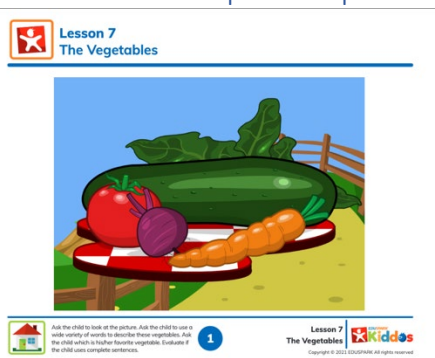 Lesson 7
The Vegetables
Ask the child to look at the picture. Ask the child to use a
wide variety of words to describe these vegetables. Ask
the child which is his/her favorite vegetable. Evaluate if
the child uses complete sentences.
1
Lesson 7
The Vegetables
EDUSPARK
Kiddos
Copyright © 2021 EDUSPARK All rights reserved